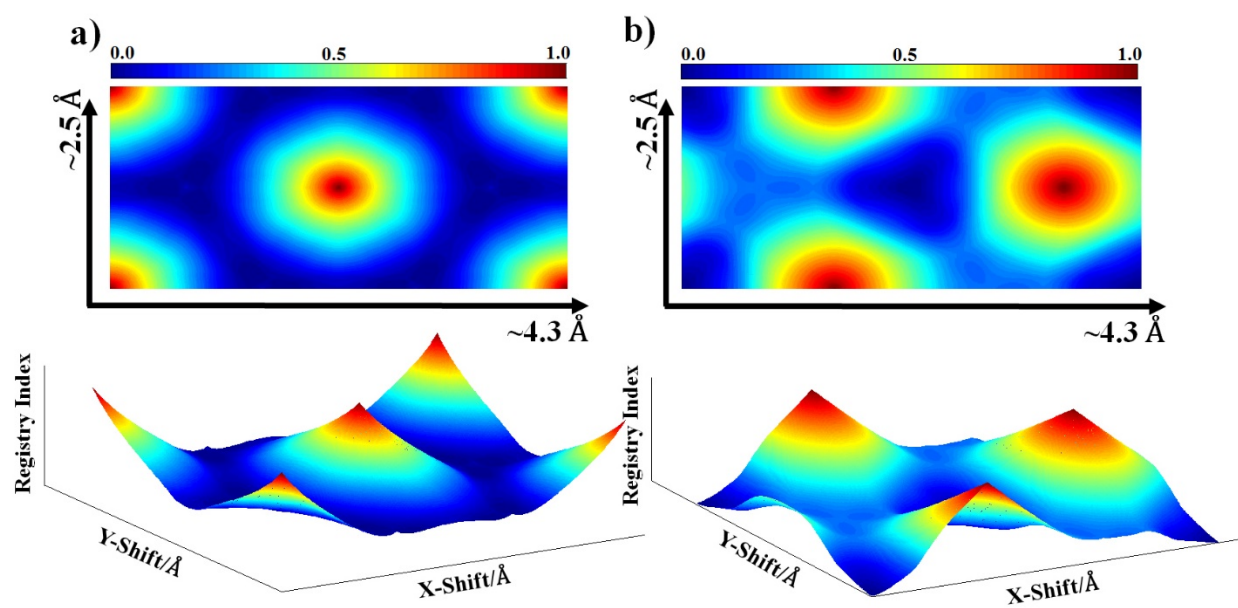 a)
0.0 0.5 1.0
~2.5 Å
~4.3 Å
Registry Index
Y-Shift/Å
X-Shift/Å
b)
0.0 0.5 1.0
~2.5 Å
~4.3 Å
Registry Index
Y-Shift/Å
X-Shift/Å